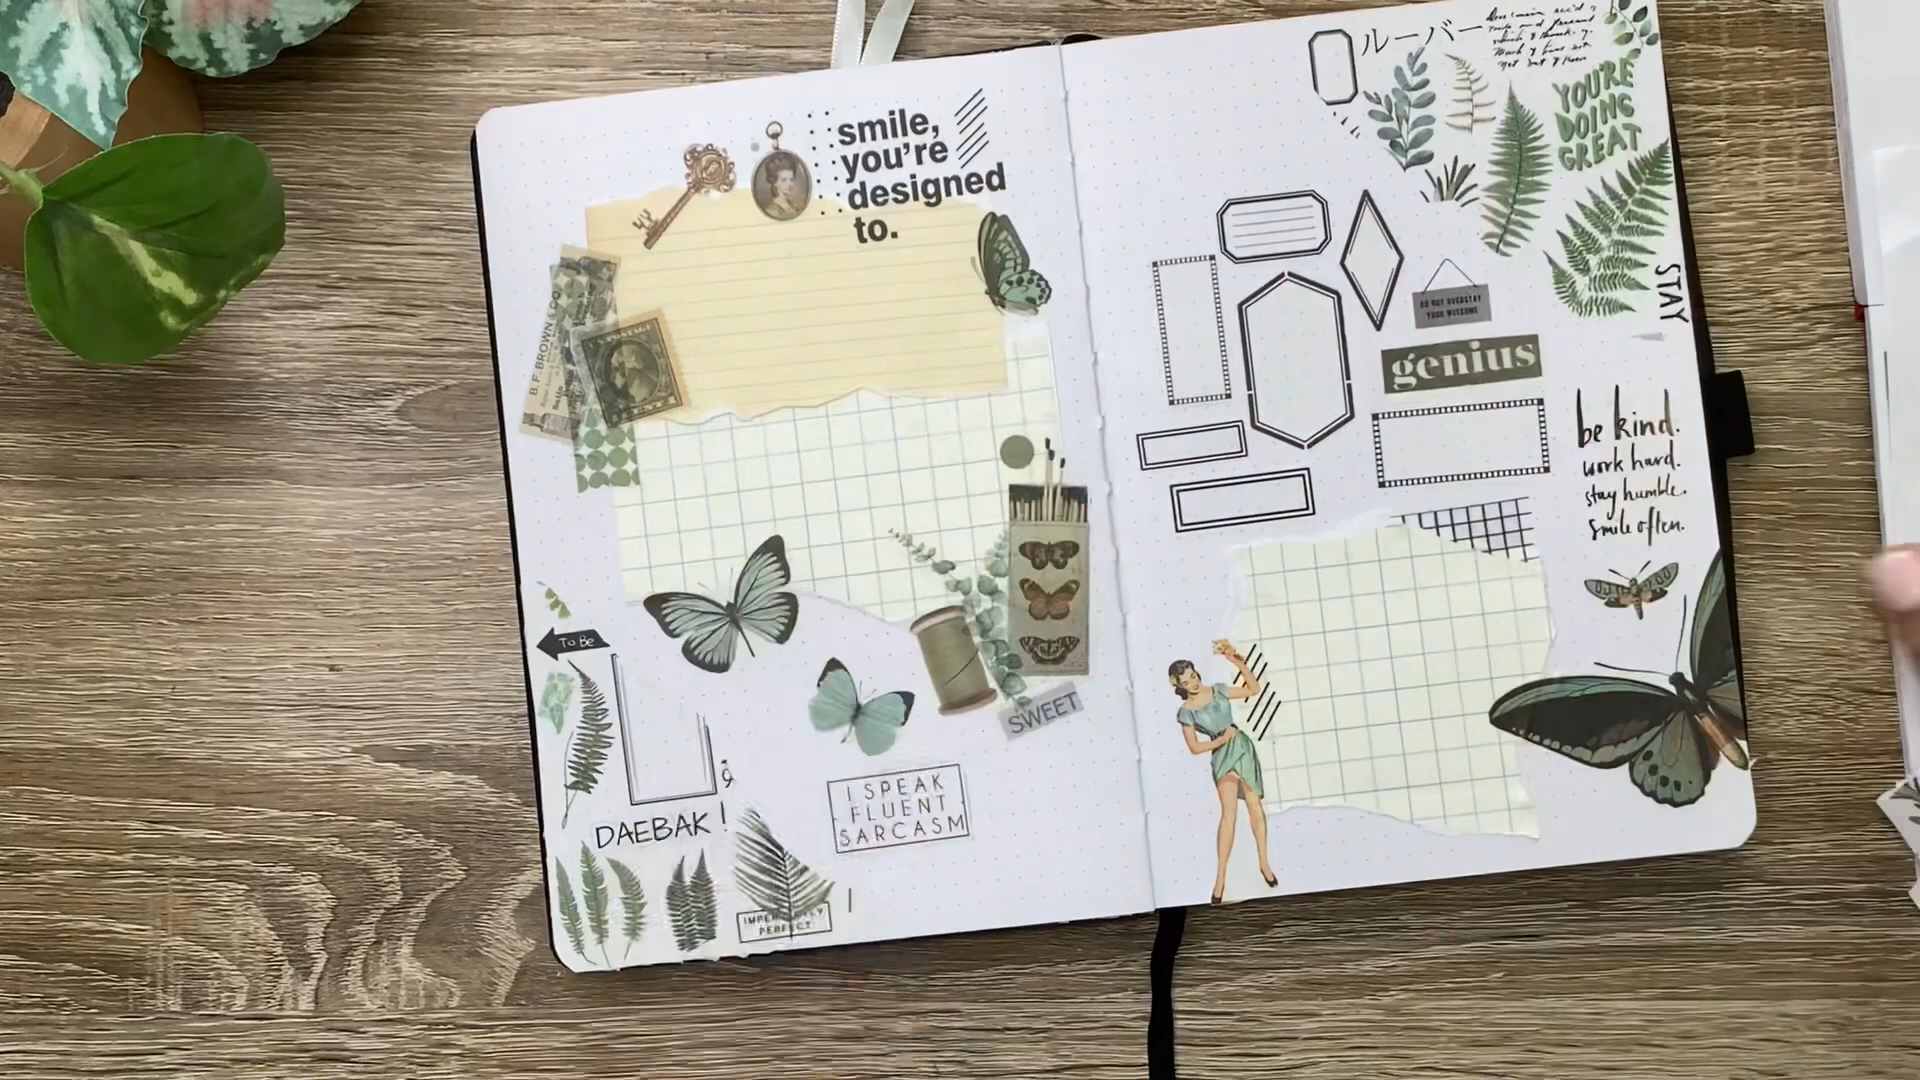 smile,
you're
designed
to.
B. F. BROWN CO
POSTAGE
To Be
SWEET
I SPEAK
FLUENT
SARCASM
DAEBAK!
PERFECT
ルーバー
YOU'RE
DOING
GREAT
STAY
DO NOT OVERSTAY
YOUR WELCOME
genius
be kind.
work hard.
stay humble.
smile often.